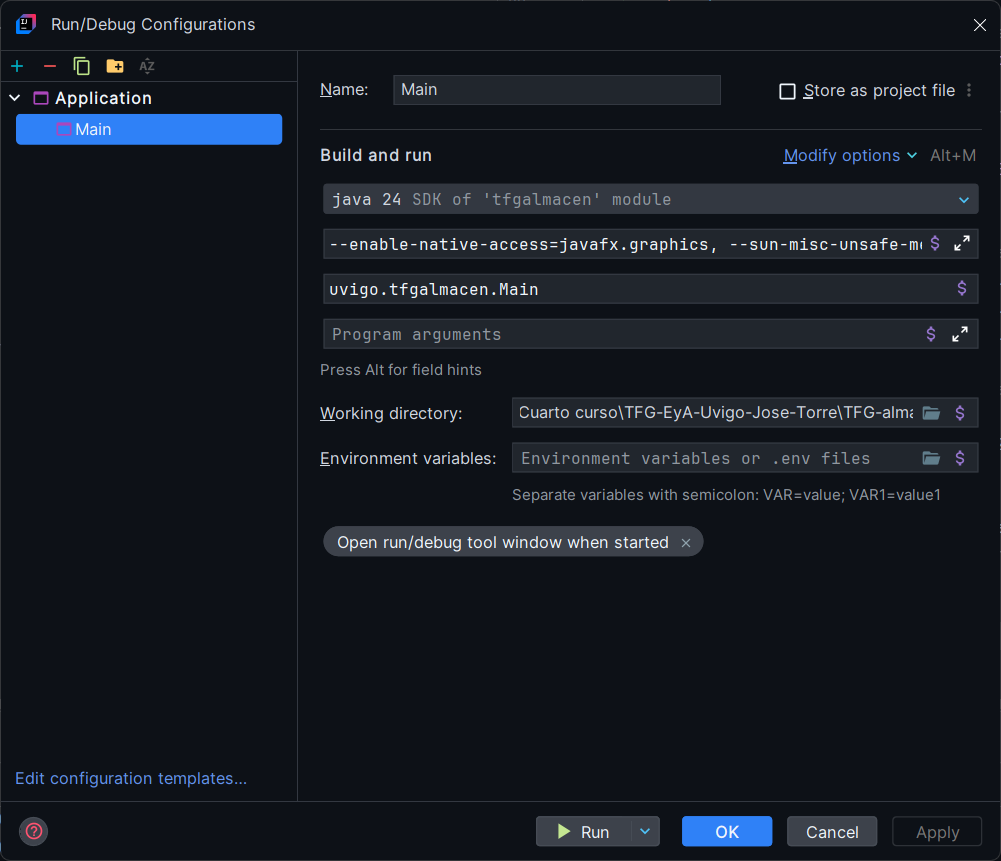 Run/Debug Configurations
Application
Main
Edit configuration templates...
Name: Main
Store as project file
Build and run
Modify options Alt+M
java 24 SDK of 'tfgalmacen' module
--enable-native-access=javafx.graphics, --sun-misc-unsafe-m
uvigo.tfgalmacen.Main
Program arguments
Press Alt for field hints
Working directory: Cuarto curso\TFG-EyA-Uvigo-Jose-Torre\TFG-alma
Environment variables: Environment variables or .env files
Separate variables with semicolon: VAR=value; VAR1=value1
Open run/debug tool window when started
Run
OK
Cancel
Apply